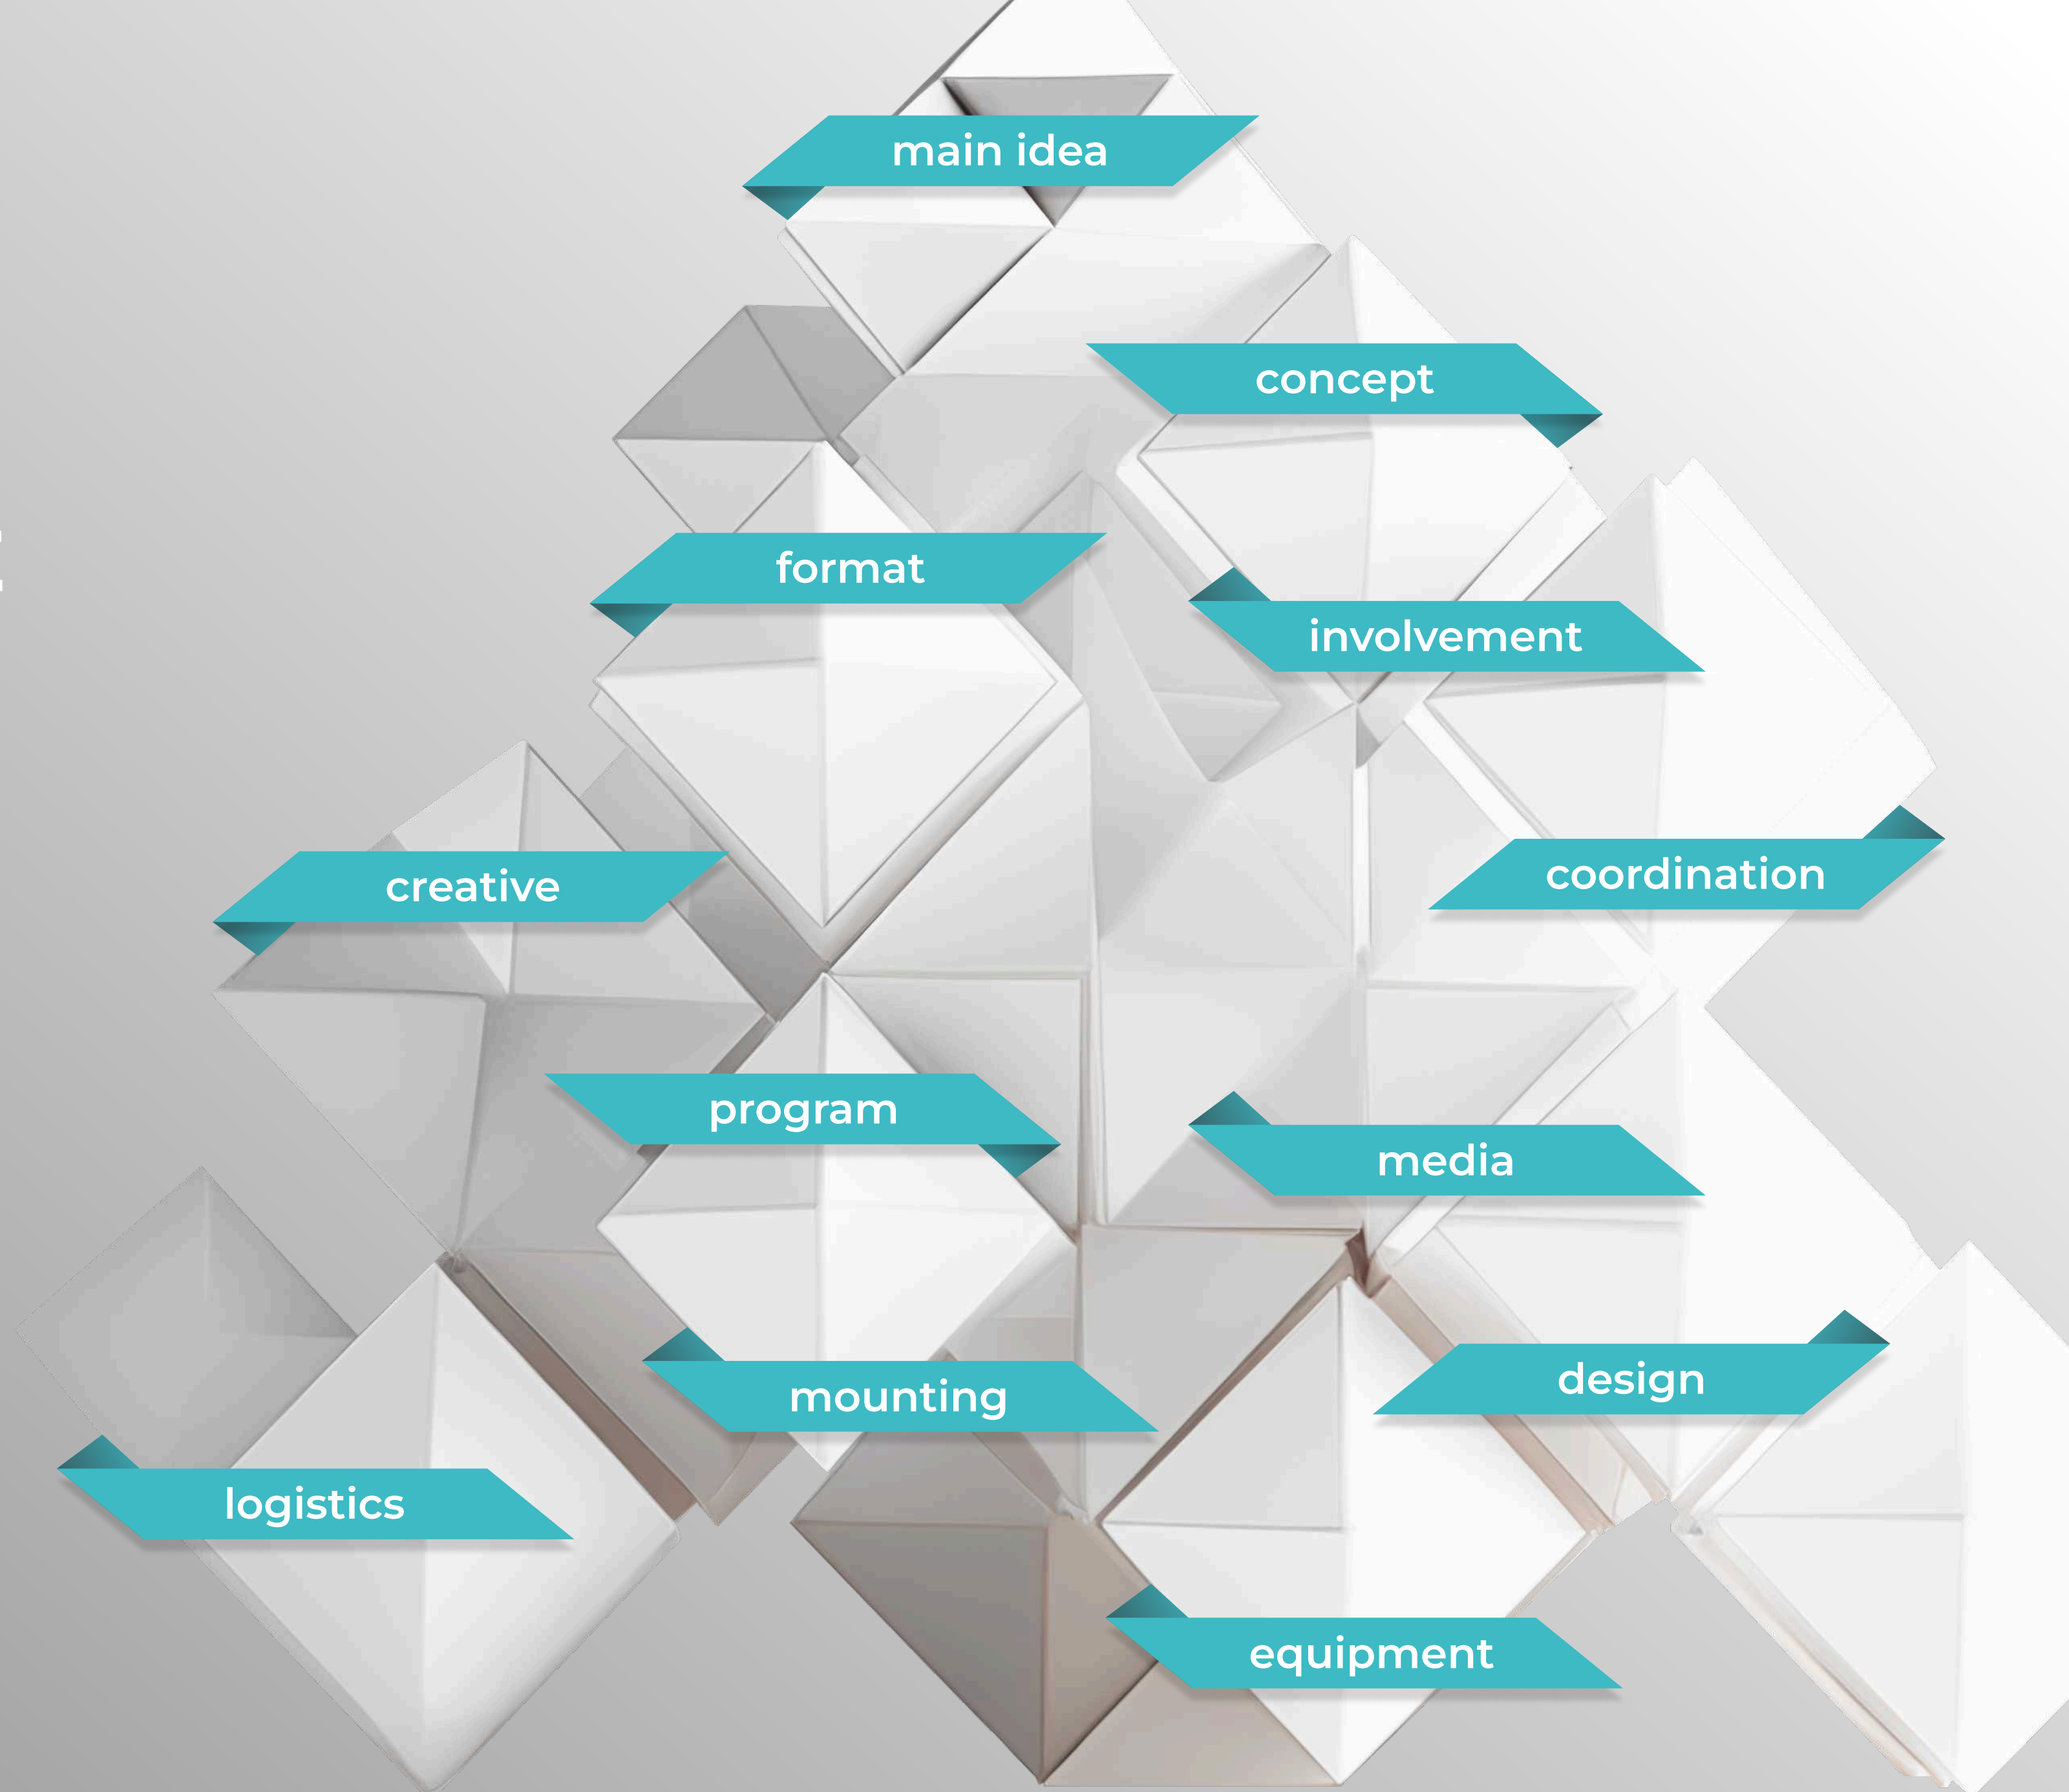 main idea
concept
format
involvement
creative
coordination
program
media
mounting
design
logistics
equipment